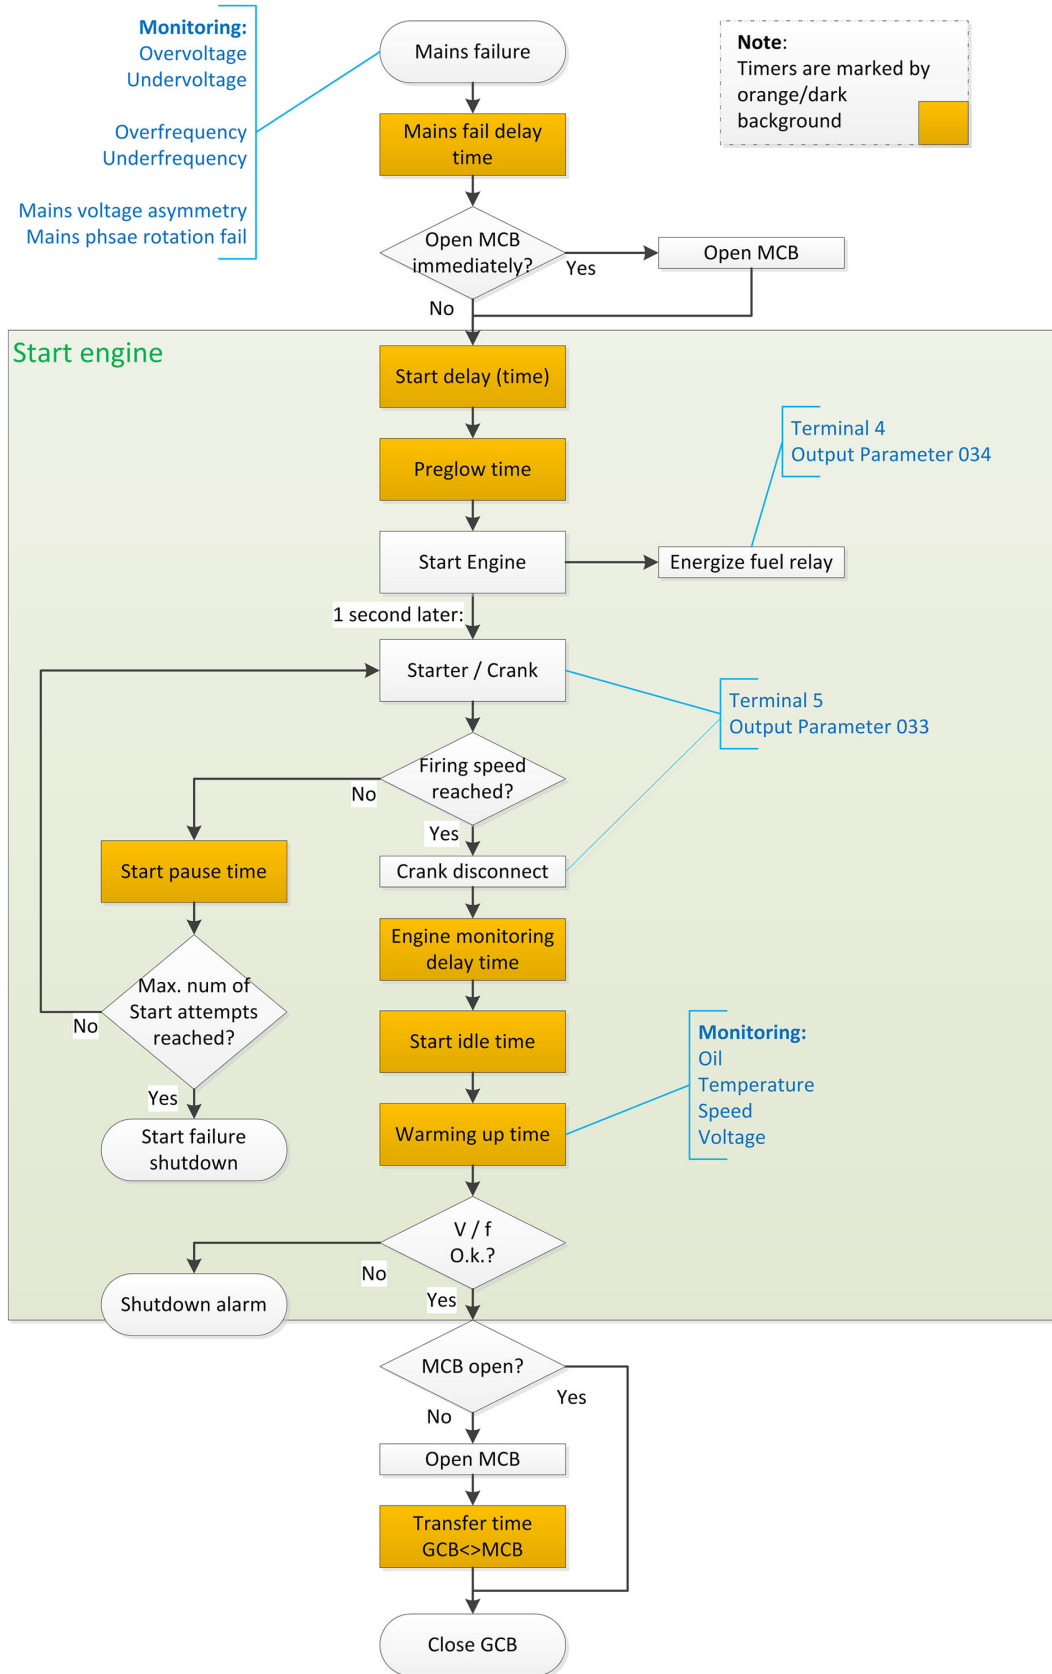 Monitoring:
Overvoltage
Undervoltage
Overfrequency
Underfrequency
Mains voltage asymmetry
Mains phsae rotation fail
Mains failure
Note:
Timers are marked by
orange/dark
background
Mains fail delay
time
Open MCB
immediately?
Yes
Open MCB
No
Start engine
Start delay (time)
Preglow time
Terminal 4
Output Parameter 034
Start Engine
Energize fuel relay
1 second later:
Starter / Crank
Terminal 5
Output Parameter 033
Firing speed
reached?
No
Yes
Start pause time
Crank disconnect
Engine monitoring
delay time
Max. num of
Start attempts
reached?
No
Yes
Start failure
shutdown
Start idle time
Warming up time
Monitoring:
Oil
Temperature
Speed
Voltage
V / f
O.k.?
No
Yes
Shutdown alarm
MCB open?
Yes
No
Open MCB
Transfer time
GCB<>MCB
Close GCB